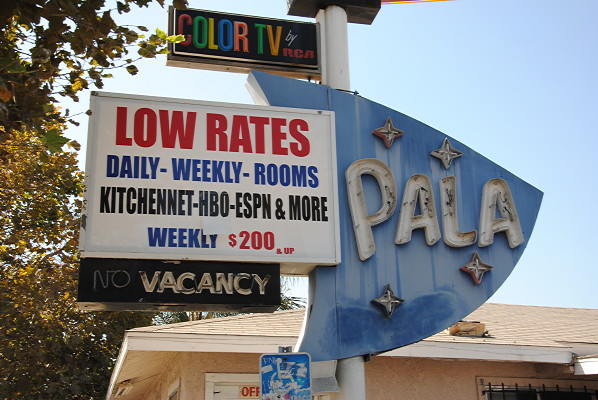 COLOR TV by
RCA
LOW RATES
DAILY- WEEKLY- ROOMS
KITCHENNET-HBO-ESPN & MORE
WEEKLY $200 & UP
NO VACANCY
PALA
OFF